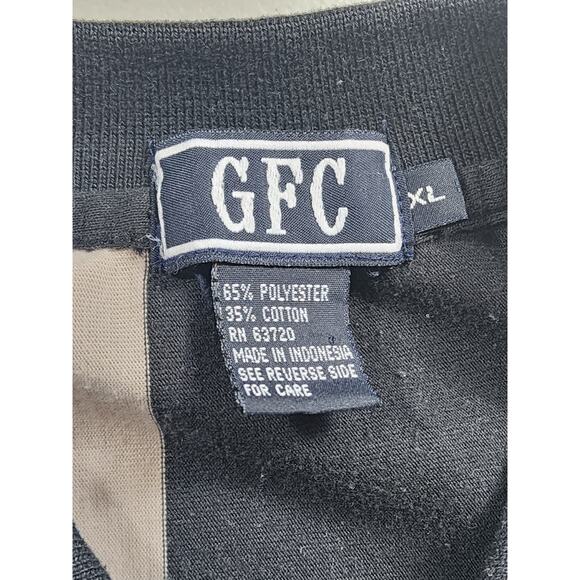 GFC
XL
65% POLYESTER
35% COTTON
RN 63720
MADE IN INDONESIA
SEE REVERSE SIDE
FOR CARE